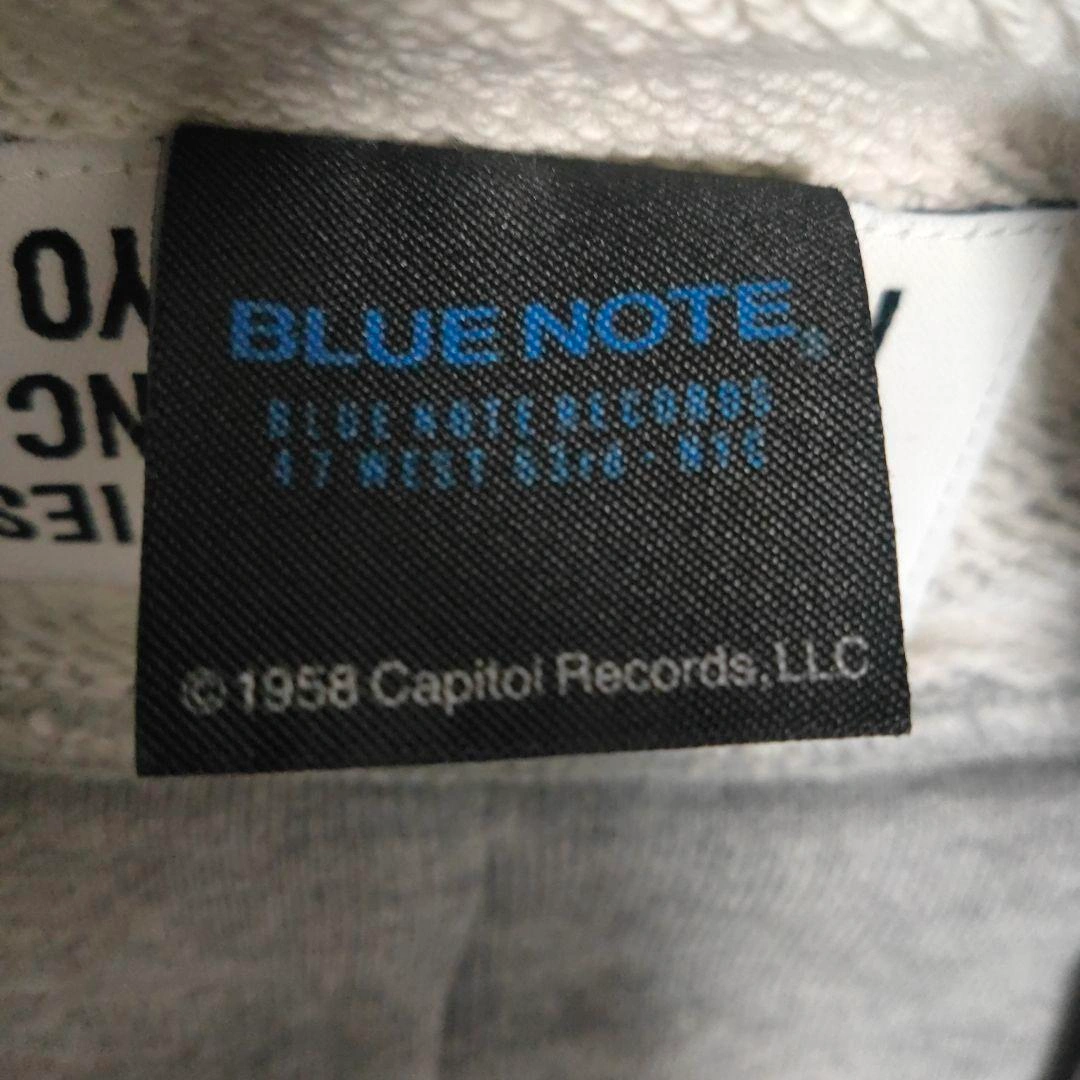 BLUE NOTE®
BLUE NOTE RECORDS
47 WEST 63rd · NYC
© 1958 Capitol Records, LLC